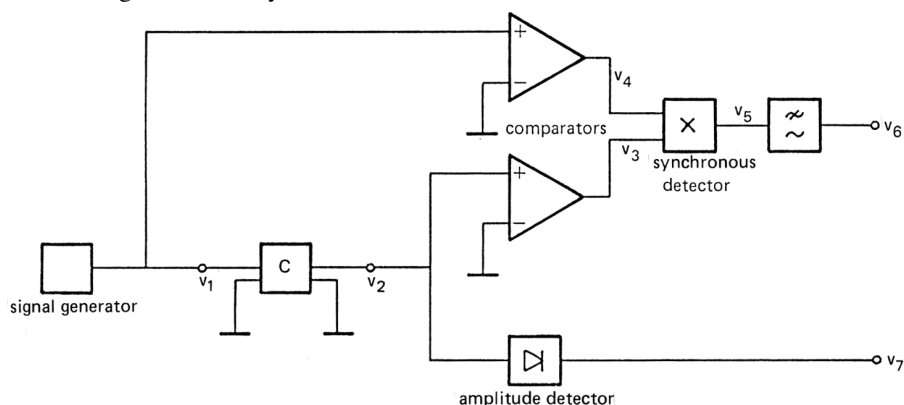 +
−
v4
comparators
v5
×
v6
v3
synchronous
detector
+
−
C
signal generator
v1
v2
v7
amplitude detector